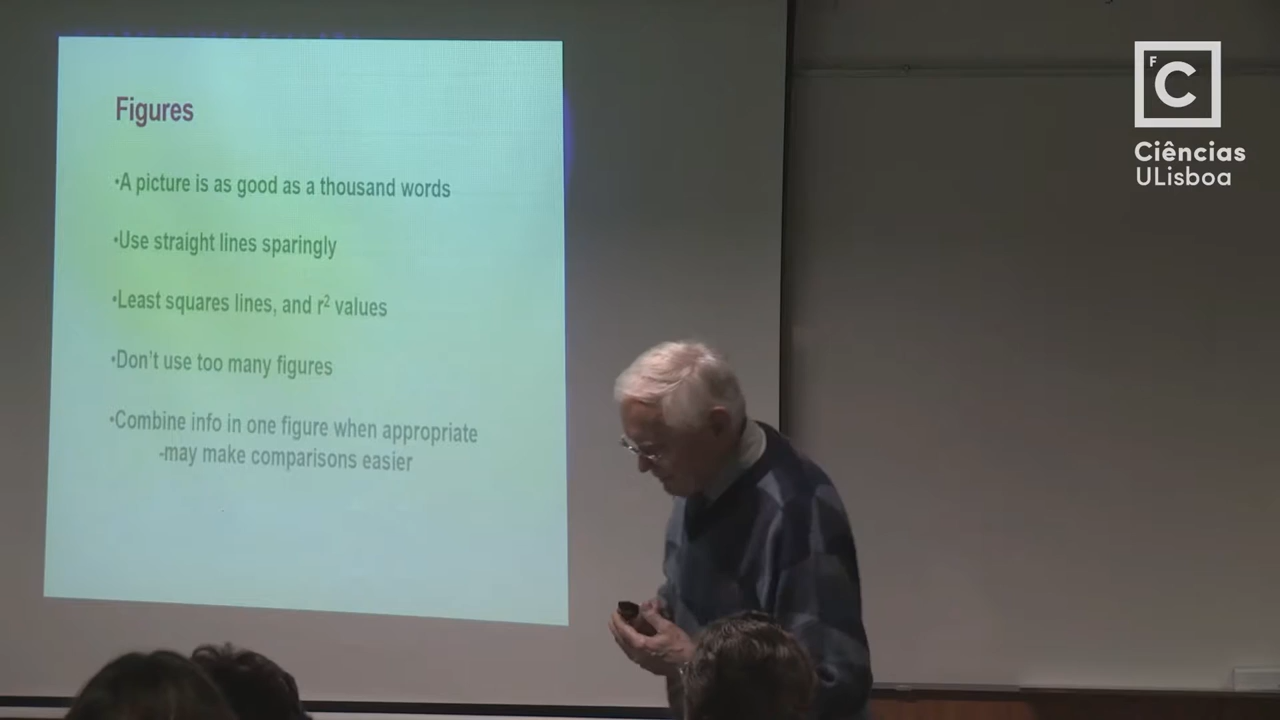 Figures
•A picture is as good as a thousand words
•Use straight lines sparingly
•Least squares lines, and r² values
•Don't use too many figures
•Combine info in one figure when appropriate
-may make comparisons easier
F
C
Ciências
ULisboa